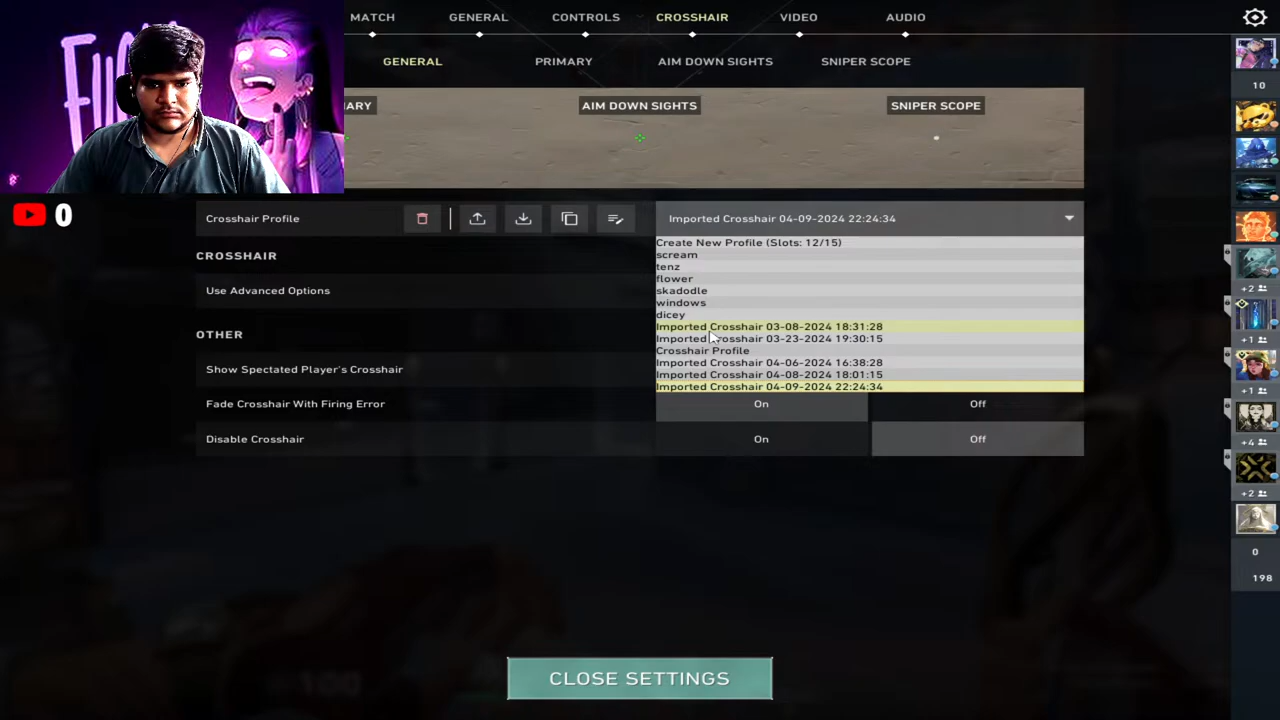 MATCH
GENERAL
CONTROLS
CROSSHAIR
VIDEO
AUDIO
GENERAL
PRIMARY
AIM DOWN SIGHTS
SNIPER SCOPE
AIM DOWN SIGHTS
SNIPER SCOPE
0
Crosshair Profile
Imported Crosshair 04-09-2024 22:24:34
Create New Profile (Slots: 12/15)
scream
tenz
flower
skadodle
windows
dicey
Imported Crosshair 03-08-2024 18:31:28
Imported Crosshair 03-23-2024 19:30:15
Crosshair Profile
Imported Crosshair 04-06-2024 16:38:28
Imported Crosshair 04-08-2024 18:01:15
Imported Crosshair 04-09-2024 22:24:34
CROSSHAIR
Use Advanced Options
OTHER
Show Spectated Player's Crosshair
Fade Crosshair With Firing Error
On
Off
Disable Crosshair
On
Off
CLOSE SETTINGS
10
+2
+1
+1
+4
+2
0
198